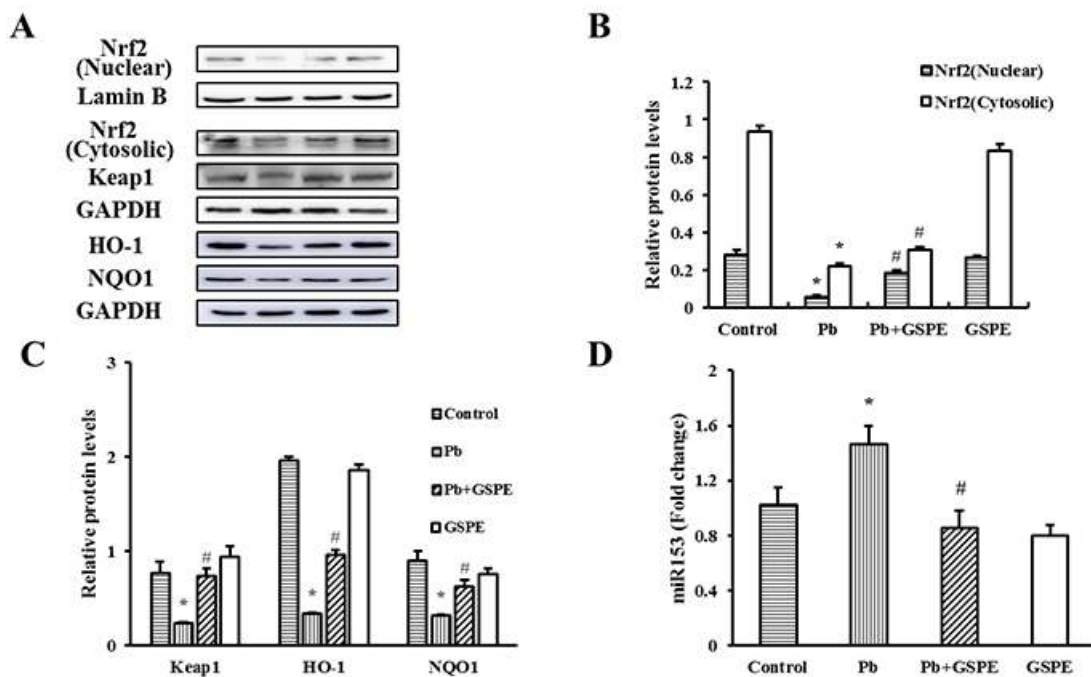 A
Nrf2
(Nuclear)
Lamin B
Nrf2
(Cytosolic)
Keap1
GAPDH
HO-1
NQO1
GAPDH
B
Relative protein levels
1.2
1
0.8
0.6
0.4
0.2
0
Nrf2(Nuclear)
Nrf2(Cytosolic)
*
*
#
#
Control Pb Pb+GSPE GSPE
C
Relative protein levels
3
2
1
0
Control
Pb
Pb+GSPE
GSPE
*
#
*
#
*
#
Keap1 HO-1 NQO1
D
miR153 (Fold change)
2
1.6
1.2
0.8
0.4
0
*
#
Control Pb Pb+GSPE GSPE